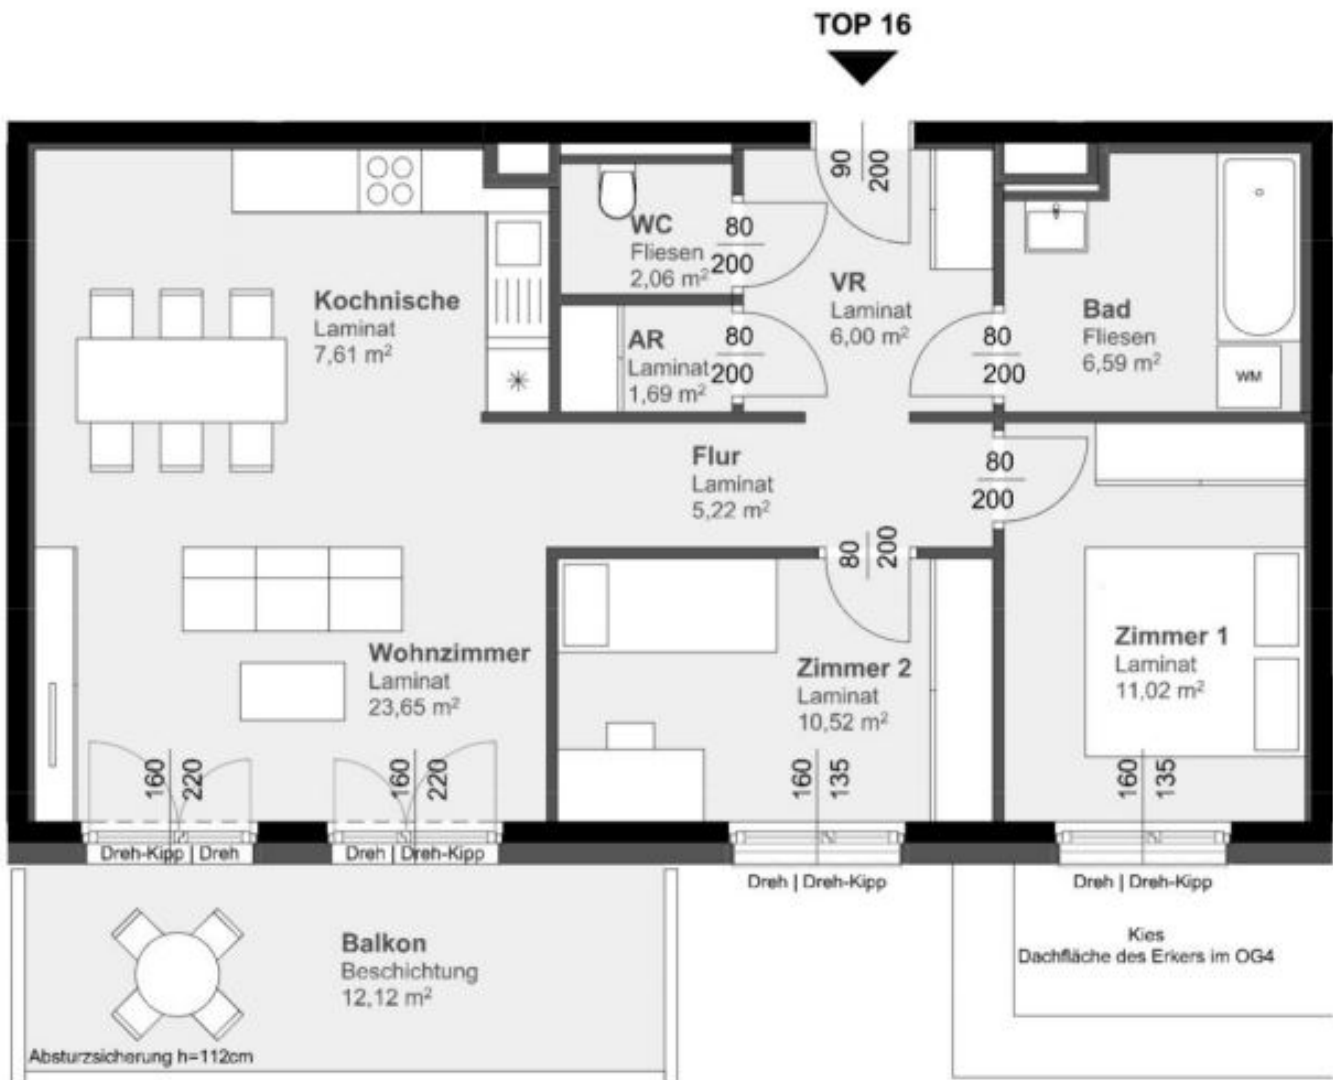 TOP 16
90
200
WC
Fliesen
2,06 m²
80
200
VR
Laminat
6,00 m²
Kochnische
Laminat
7,61 m²
AR
Laminat
1,69 m²
80
200
80
200
Bad
Fliesen
6,59 m²
WM
Flur
Laminat
5,22 m²
80
200
80
200
Wohnzimmer
Laminat
23,65 m²
Zimmer 2
Laminat
10,52 m²
Zimmer 1
Laminat
11,02 m²
160
220
160
220
160
135
160
135
Dreh-Kipp | Dreh
Dreh | Dreh-Kipp
Dreh | Dreh-Kipp
Dreh | Dreh-Kipp
Balkon
Beschichtung
12,12 m²
Kies
Dachfläche des Erkers im OG4
Absturzsicherung h=112cm